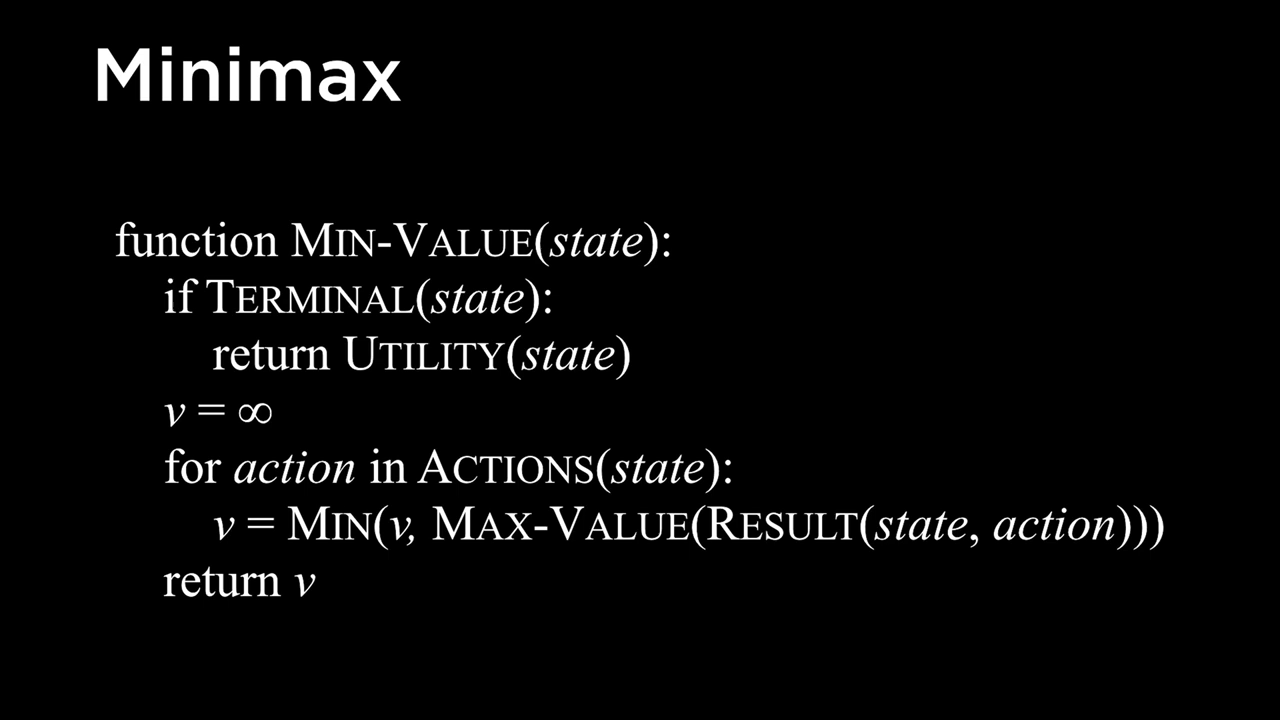 Minimax
function MIN-VALUE(state):
if TERMINAL(state):
return UTILITY(state)
v = ∞
for action in ACTIONS(state):
v = MIN(v, MAX-VALUE(RESULT(state, action)))
return v